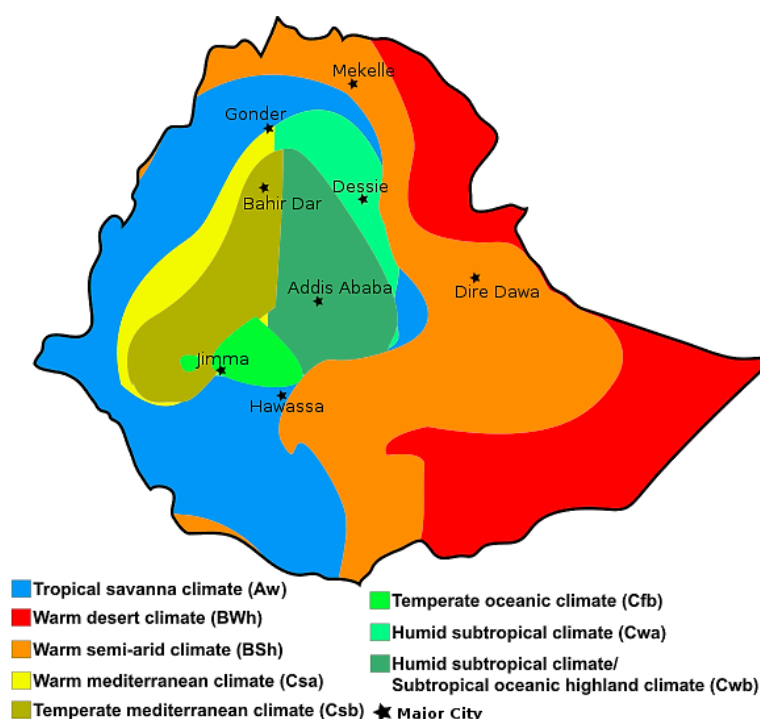 Mekelle
Gonder
Dessie
Bahir Dar
Addis Ababa
Dire Dawa
Jimma
Hawassa
Tropical savanna climate (Aw)
Warm desert climate (BWh)
Warm semi-arid climate (BSh)
Warm mediterranean climate (Csa)
Temperate mediterranean climate (Csb)
Temperate oceanic climate (Cfb)
Humid subtropical climate (Cwa)
Humid subtropical climate/
Subtropical oceanic highland climate (Cwb)
Major City